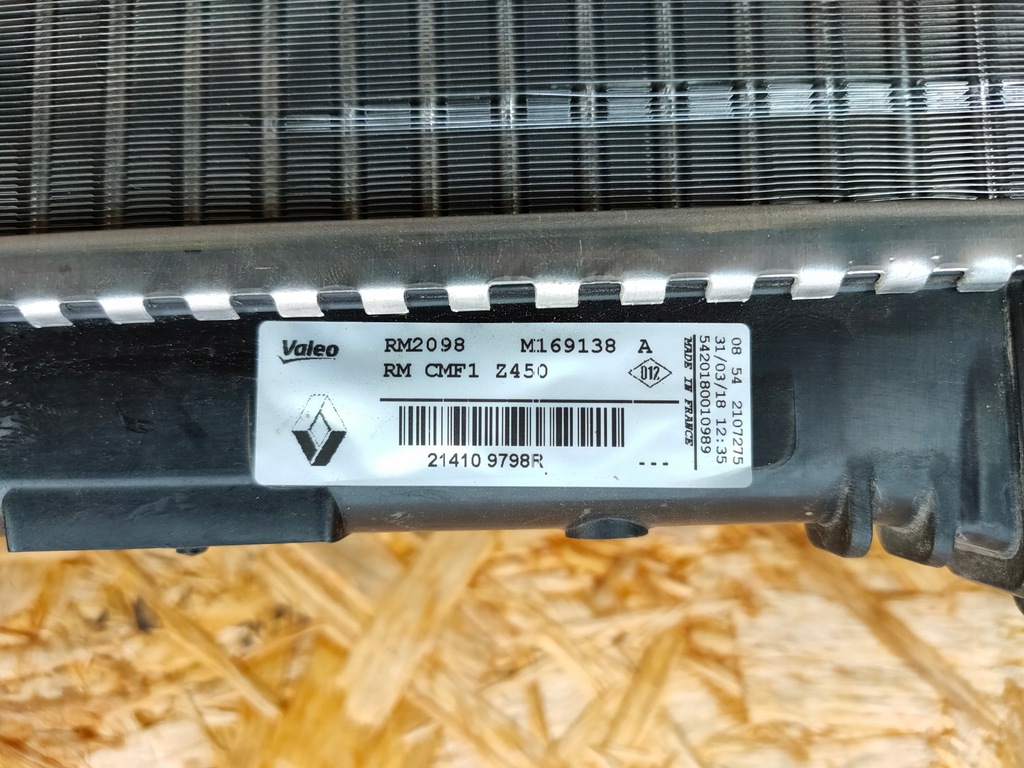 Valeo
RM2098 M169138 A
RM CMF1 Z450
D12
21410 9798R
---
MADE IN FRANCE
5420180010989
31/03/18 12:35
08 54 2107275